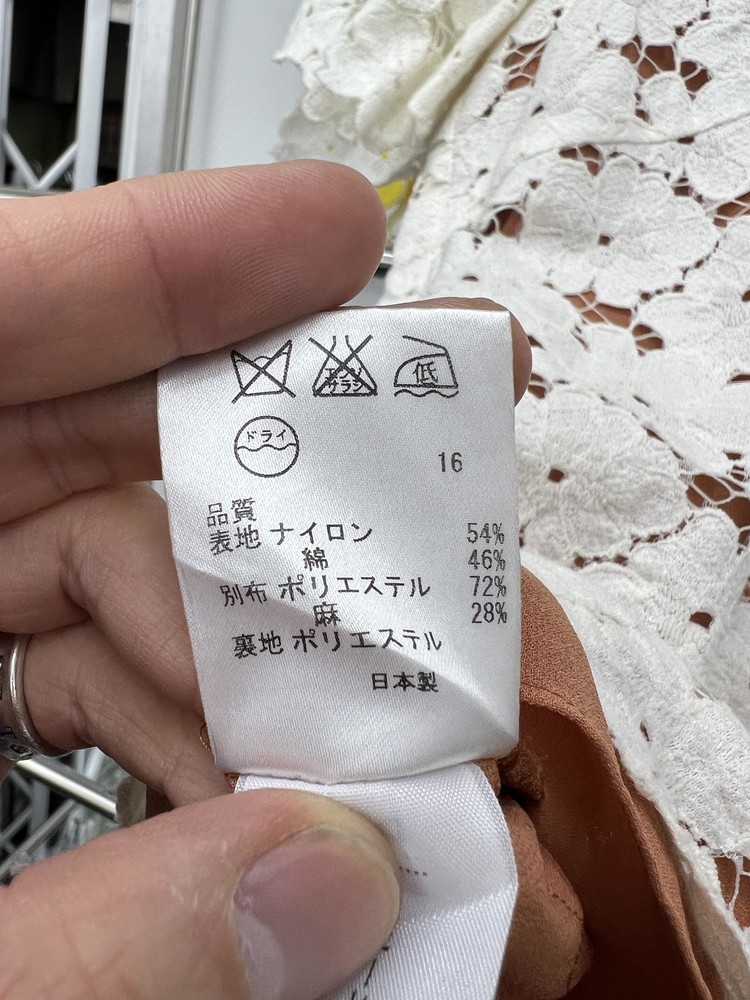 エンソ
サラシ
低
ドライ
16
品質
表地 ナイロン 54%
綿 46%
別布 ポリエステル 72%
麻 28%
裏地 ポリエステル
日本製